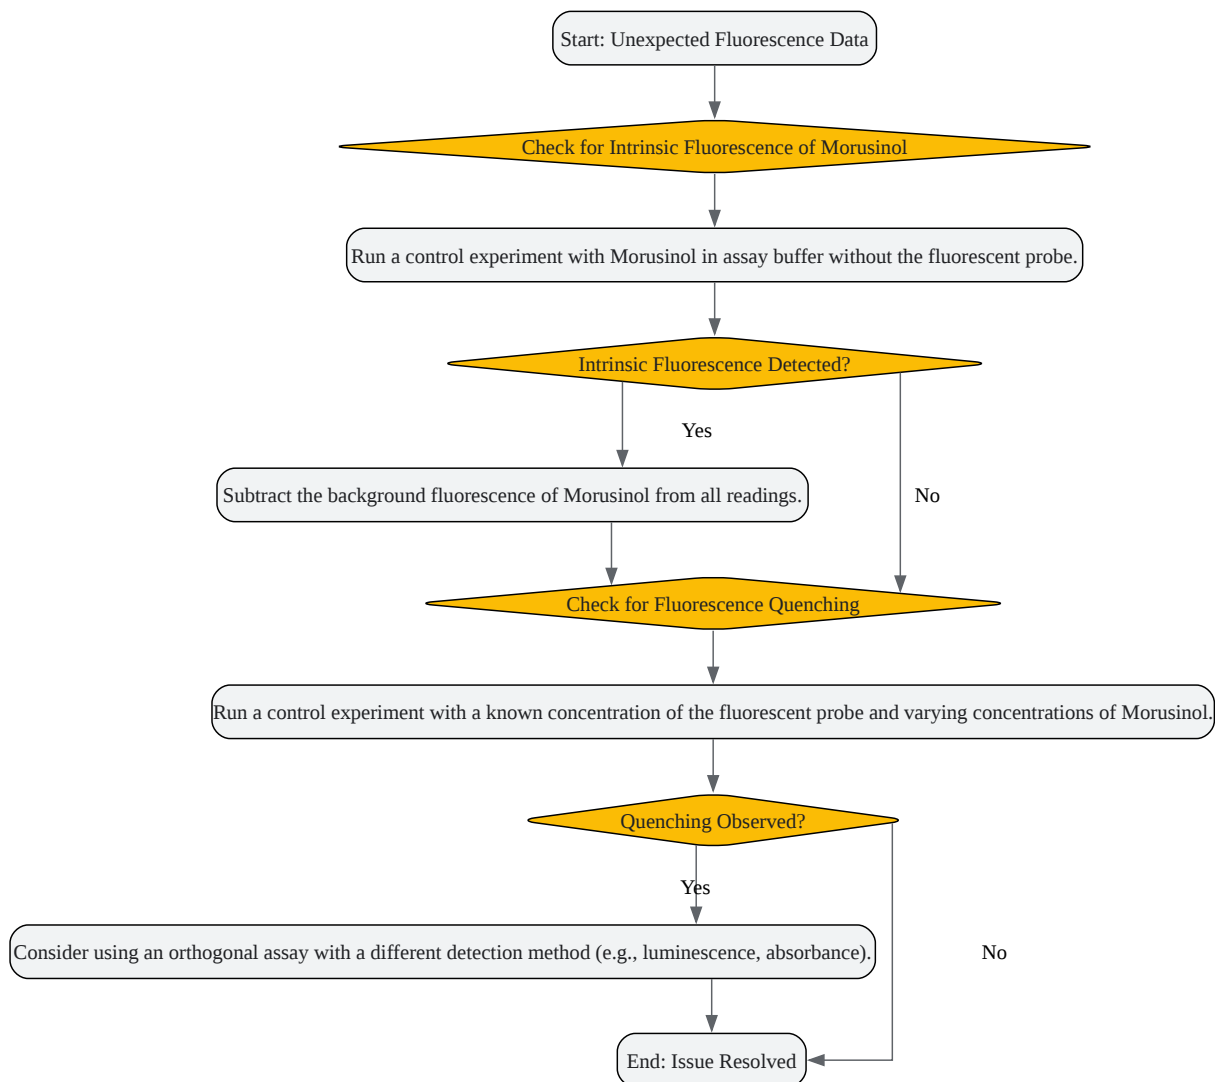 Start: Unexpected Fluorescence Data
Check for Intrinsic Fluorescence of Morusinol
Run a control experiment with Morusinol in assay buffer without the fluorescent probe.
Intrinsic Fluorescence Detected?
Yes
Subtract the background fluorescence of Morusinol from all readings.
No
Check for Fluorescence Quenching
Run a control experiment with a known concentration of the fluorescent probe and varying concentrations of Morusinol.
Quenching Observed?
Yes
Consider using an orthogonal assay with a different detection method (e.g., luminescence, absorbance).
No
End: Issue Resolved